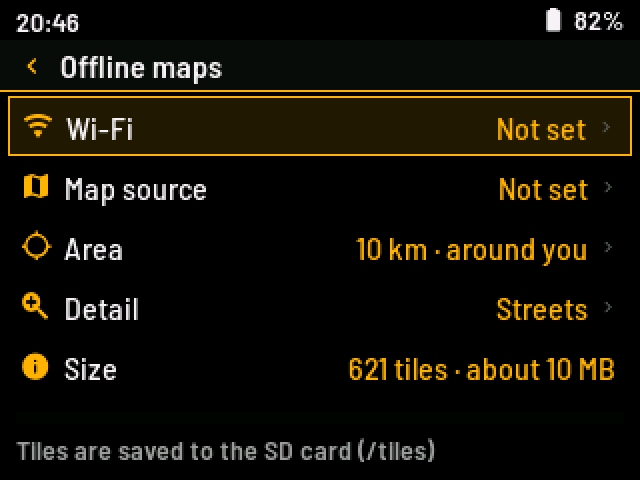 20:46 82%
Offline maps
Wi-Fi Not set
Map source Not set
Area 10 km · around you
Detail Streets
Size 621 tiles · about 10 MB
Tiles are saved to the SD card (/tiles)